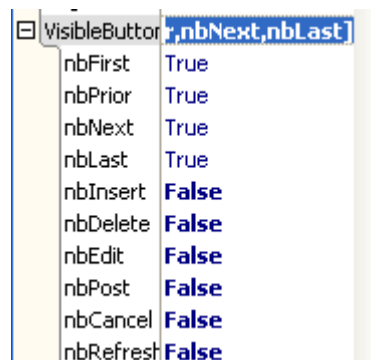 VisibleButtor r,nbNext,nbLast]
nbFirst True
nbPrior True
nbNext True
nbLast True
nbInsert False
nbDelete False
nbEdit False
nbPost False
nbCancel False
nbRefresh False